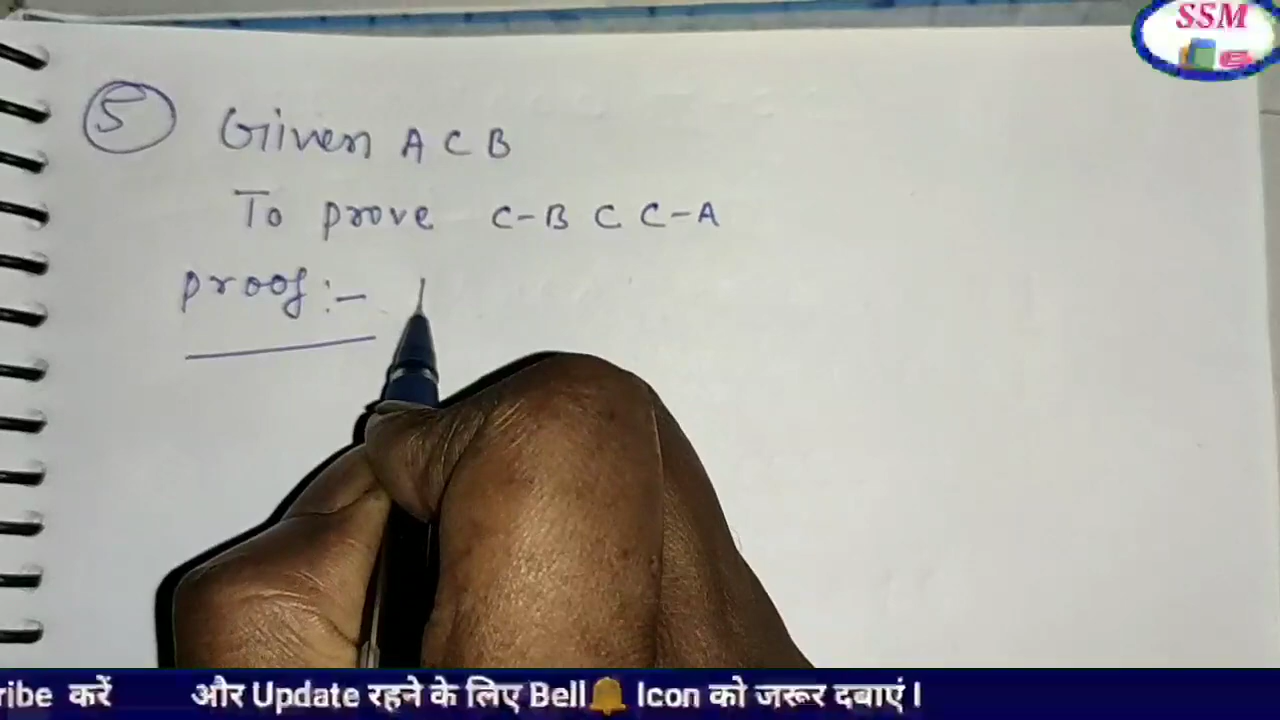 SSM
5 Given A ⊂ B
To prove C-B ⊂ C-A
Proof:-
ribe करें और Update रहने के लिए Bell🔔 Icon को जरूर दबाएं।